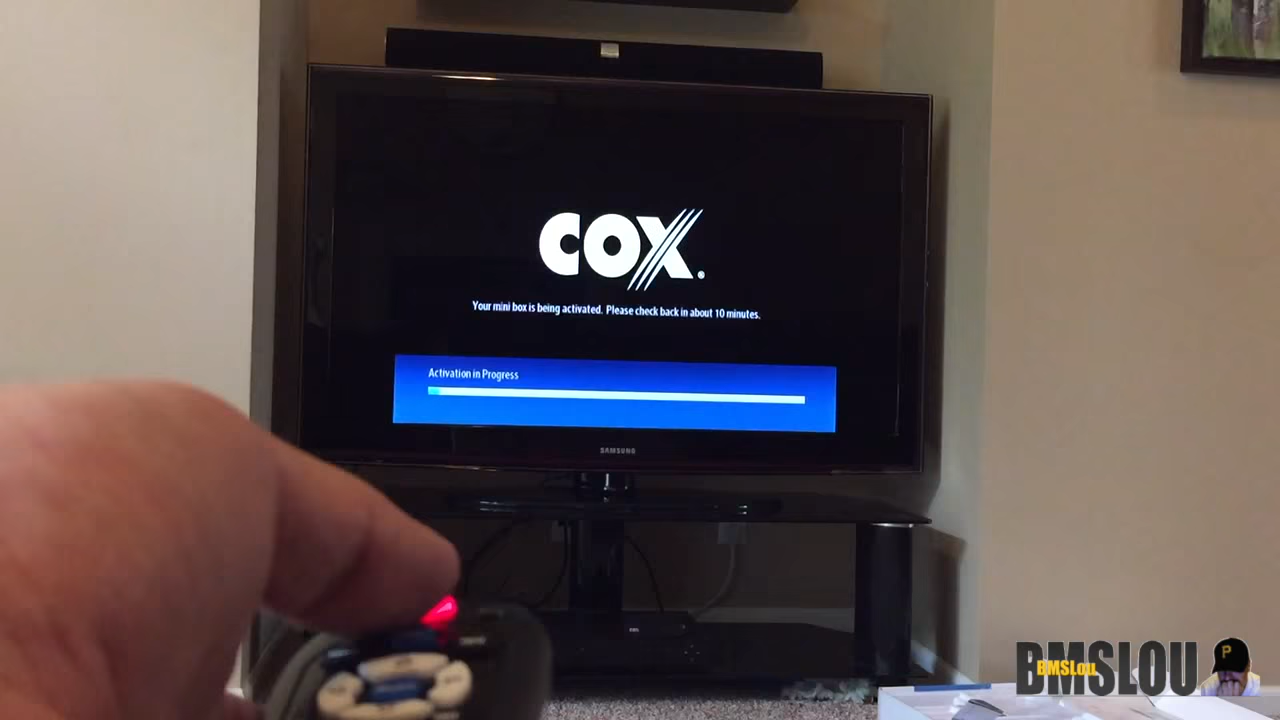 COX
Your mini box is being activated. Please check back in about 10 minutes.
Activation in Progress
SAMSUNG
BMSLOU
BMSLOU
P